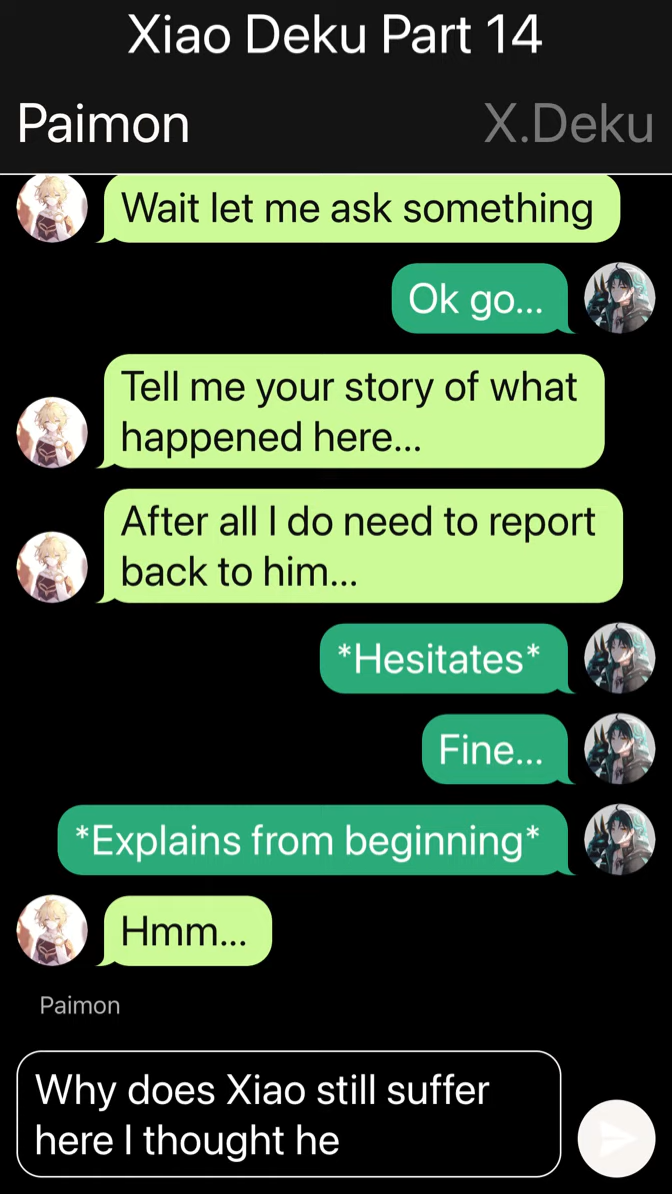 Xiao Deku Part 14
Paimon
X.Deku
Wait let me ask something
Ok go...
Tell me your story of what
happened here...
After all I do need to report
back to him...
*Hesitates*
Fine...
*Explains from beginning*
Hmm...
Paimon
Why does Xiao still suffer
here I thought he